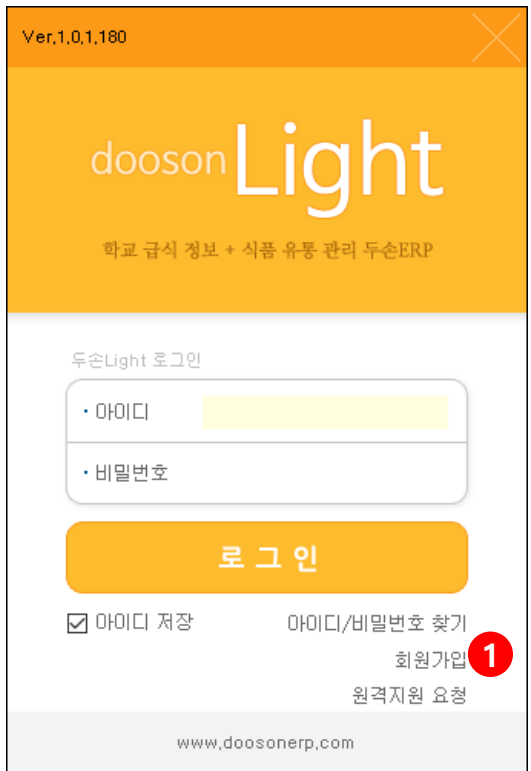 Ver,1,0,1,180
dooson Light
학교 급식 정보 + 식품 유통 관리 두손ERP
두손Light 로그인
· 아이디
· 비밀번호
로그인
아이디 저장
아이디/비밀번호 찾기
회원가입 1
원격지원 요청
www,doosonerp,com